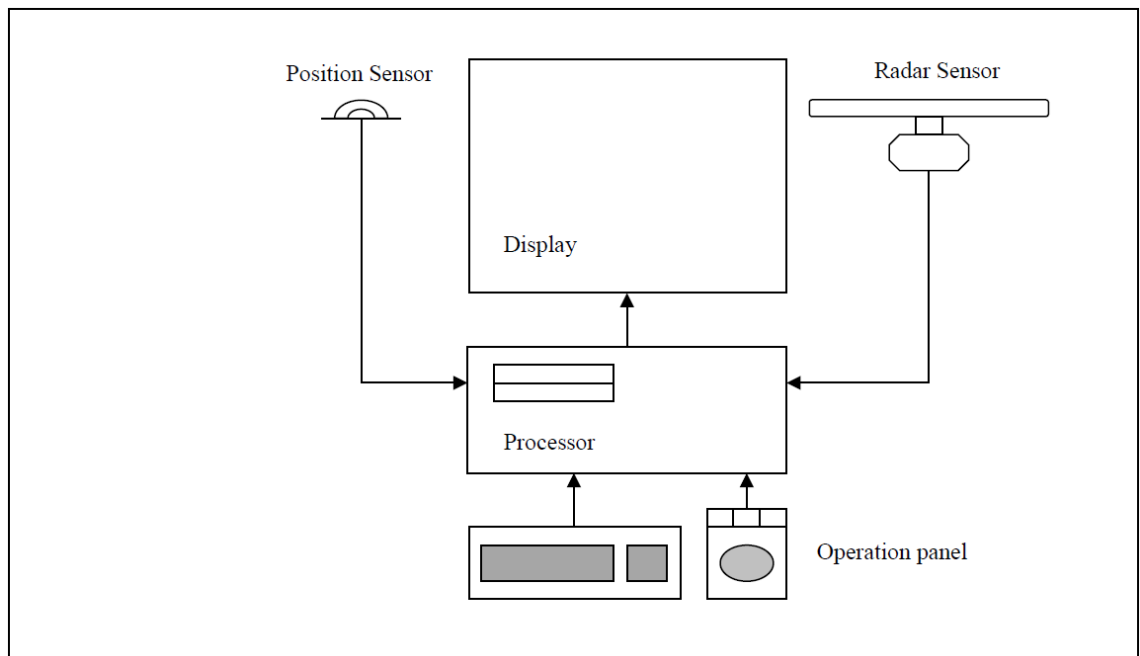 Position Sensor
Radar Sensor
Display
Processor
Operation panel